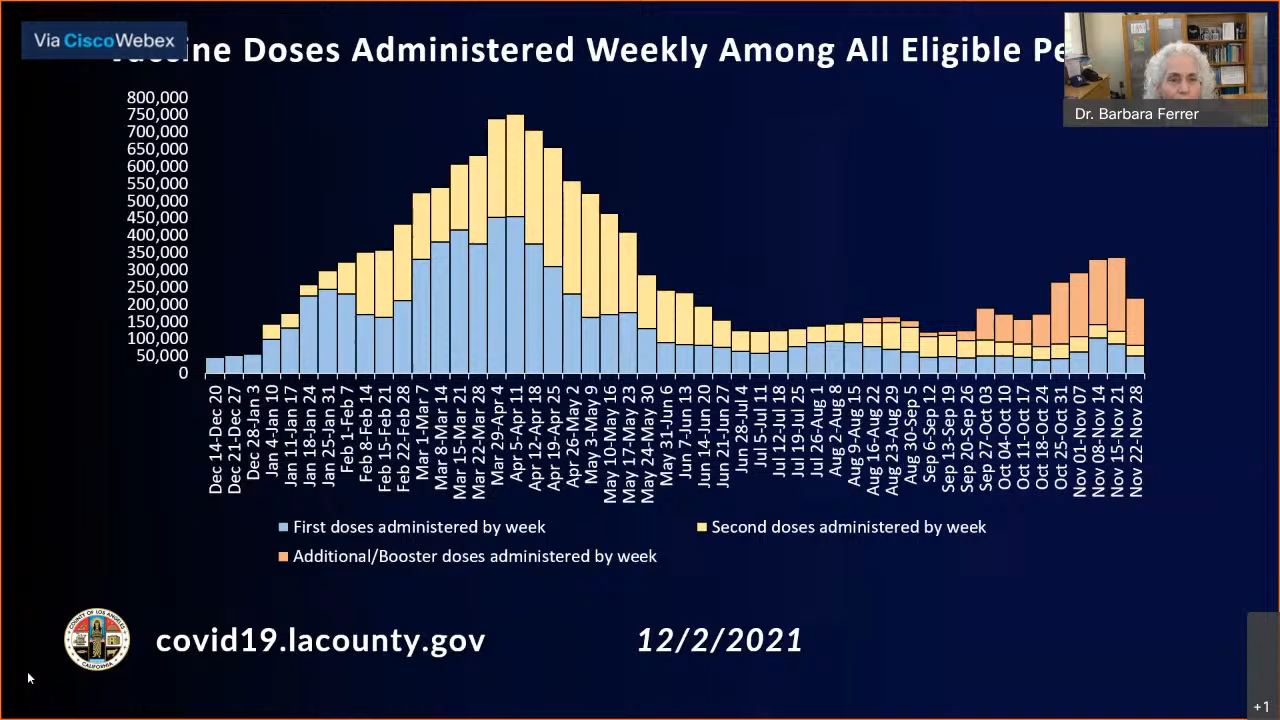 Via Cisco Webex
Doses Administered Weekly Among All Eligible
Dr. Barbara Ferrer
800,000
750,000
700,000
650,000
600,000
550,000
500,000
450,000
400,000
350,000
300,000
250,000
200,000
150,000
100,000
50,000
0
Dec 14-Dec 20
Dec 21-Dec 27
Dec 28-Jan 3
Jan 4-Jan 10
Jan 11-Jan 17
Jan 18-Jan 24
Jan 25-Jan 31
Feb 1-Feb 7
Feb 8-Feb 14
Feb 15-Feb 21
Feb 22-Feb 28
Mar 1-Mar 7
Mar 8-Mar 14
Mar 15-Mar 21
Mar 22-Mar 28
Mar 29-Apr 4
Apr 5-Apr 11
Apr 12-Apr 18
Apr 19-Apr 25
Apr 26-May 2
May 3-May 9
May 10-May 16
May 17-May 23
May 24-May 30
May 31-Jun 6
Jun 7-Jun 13
Jun 14-Jun 20
Jun 21-Jun 27
Jun 28-Jul 4
Jul 5-Jul 11
Jul 12-Jul 18
Jul 19-Jul 25
Jul 26-Aug 1
Aug 2-Aug 8
Aug 9-Aug 15
Aug 16-Aug 22
Aug 23-Aug 29
Aug 30-Sep 5
Sep 6-Sep 12
Sep 13-Sep 19
Sep 20-Sep 26
Sep 27-Oct 03
Oct 04-Oct 10
Oct 11-Oct 17
Oct 18-Oct 24
Oct 25-Oct 31
Nov 01-Nov 07
Nov 08-Nov 14
Nov 15-Nov 21
Nov 22-Nov 28
First doses administered by week
Second doses administered by week
Additional/Booster doses administered by week
COUNTY OF LOS ANGELES
CALIFORNIA
covid19.lacounty.gov
12/2/2021
+1